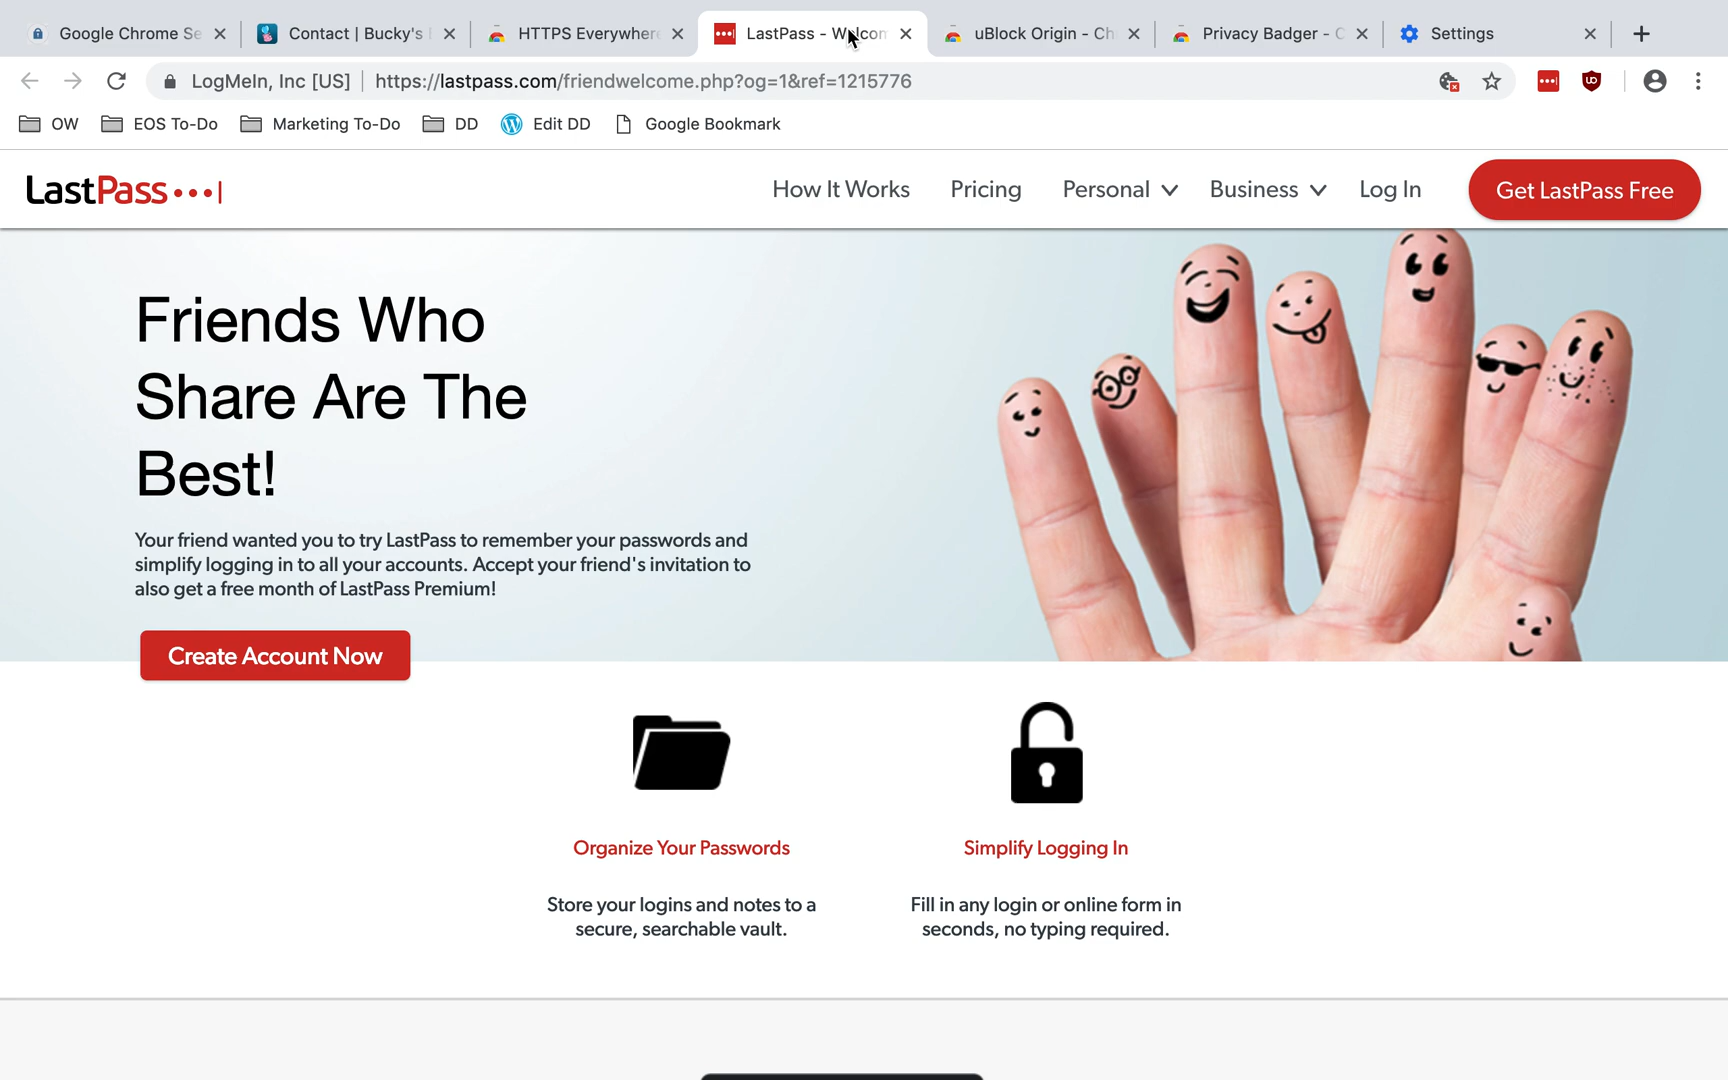 Google Chrome Se
Contact | Bucky's
HTTPS Everywhere
LastPass - Welcom
uBlock Origin - Ch
Privacy Badger - C
Settings
LogMeIn, Inc [US] | https://lastpass.com/friendwelcome.php?og=1&ref=1215776
OW EOS To-Do Marketing To-Do DD Edit DD Google Bookmark
LastPass
How It Works Pricing Personal Business Log In Get LastPass Free
Friends Who
Share Are The
Best!
Your friend wanted you to try LastPass to remember your passwords and
simplify logging in to all your accounts. Accept your friend's invitation to
also get a free month of LastPass Premium!
Create Account Now
Organize Your Passwords
Store your logins and notes to a
secure, searchable vault.
Simplify Logging In
Fill in any login or online form in
seconds, no typing required.